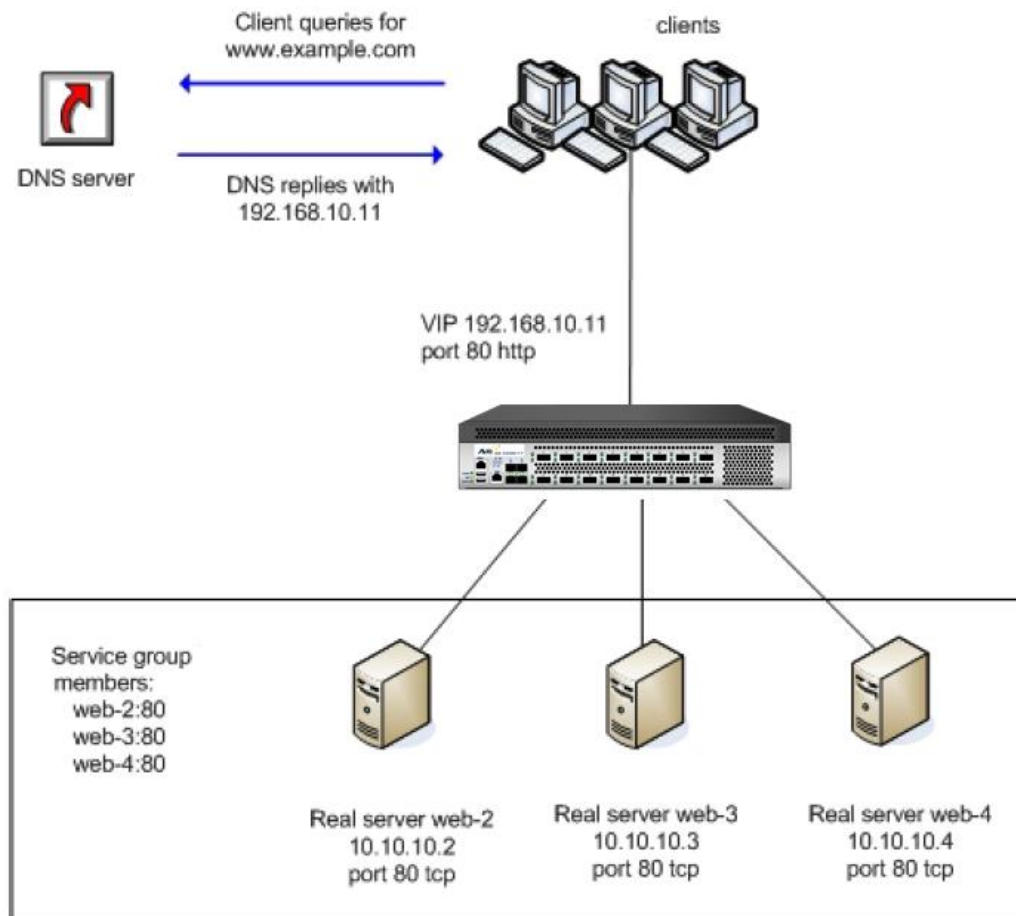 Client queries for
www.example.com
clients
DNS server
DNS replies with
192.168.10.11
VIP 192.168.10.11
port 80 http
Service group
members:
web-2:80
web-3:80
web-4:80
Real server web-2
10.10.10.2
port 80 tcp
Real server web-3
10.10.10.3
port 80 tcp
Real server web-4
10.10.10.4
port 80 tcp